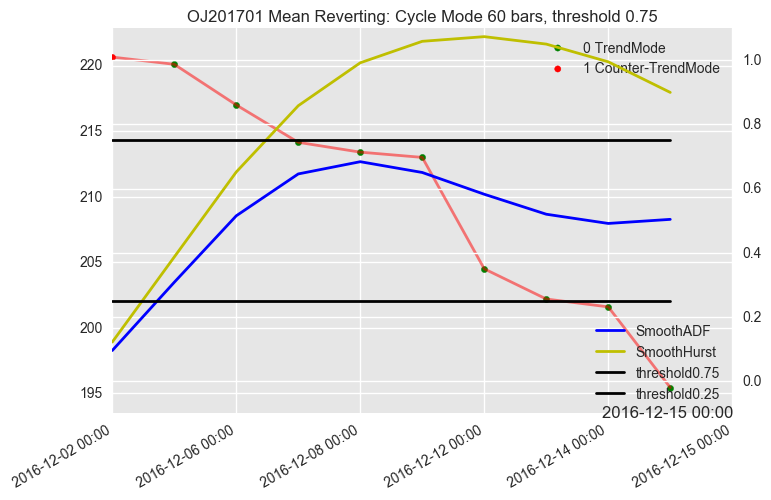 OJ201701 Mean Reverting: Cycle Mode 60 bars, threshold 0.75
0 TrendMode
1 Counter-TrendMode
220
215
210
205
200
195
1.0
0.8
0.6
0.4
0.2
0.0
SmoothADF
SmoothHurst
threshold0.75
threshold0.25
2016-12-15 00:00
2016-12-02 00:00
2016-12-06 00:00
2016-12-08 00:00
2016-12-12 00:00
2016-12-14 00:00
2016-12-15 00:00